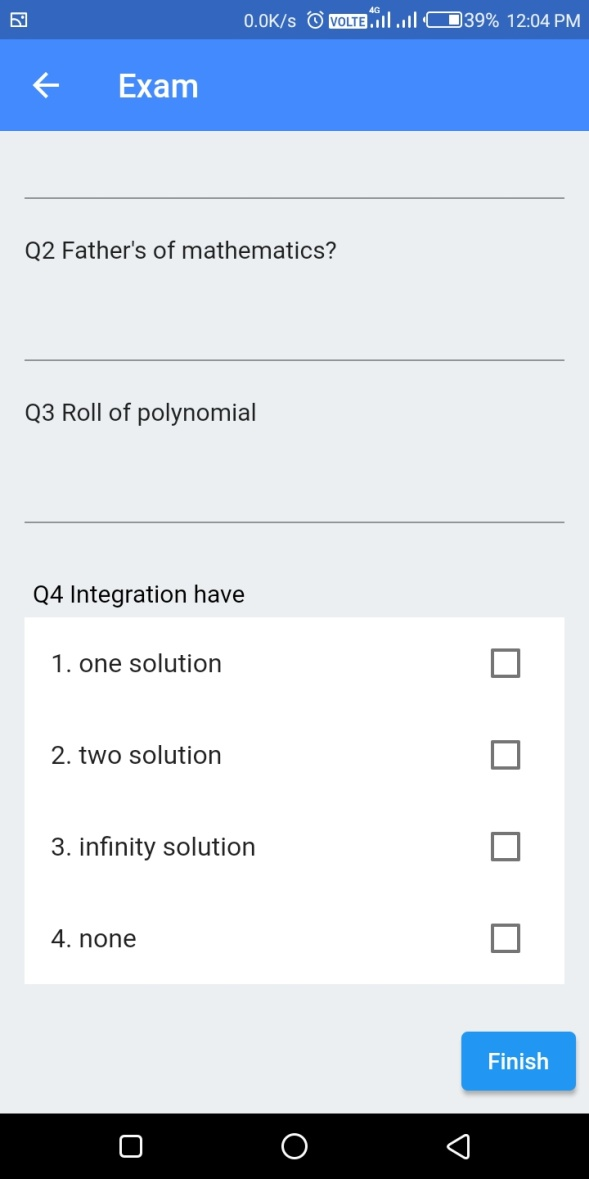 0.0K/s VOLTE 4G 39% 12:04 PM
Exam
Q2 Father's of mathematics?
Q3 Roll of polynomial
Q4 Integration have
1. one solution
2. two solution
3. infinity solution
4. none
Finish